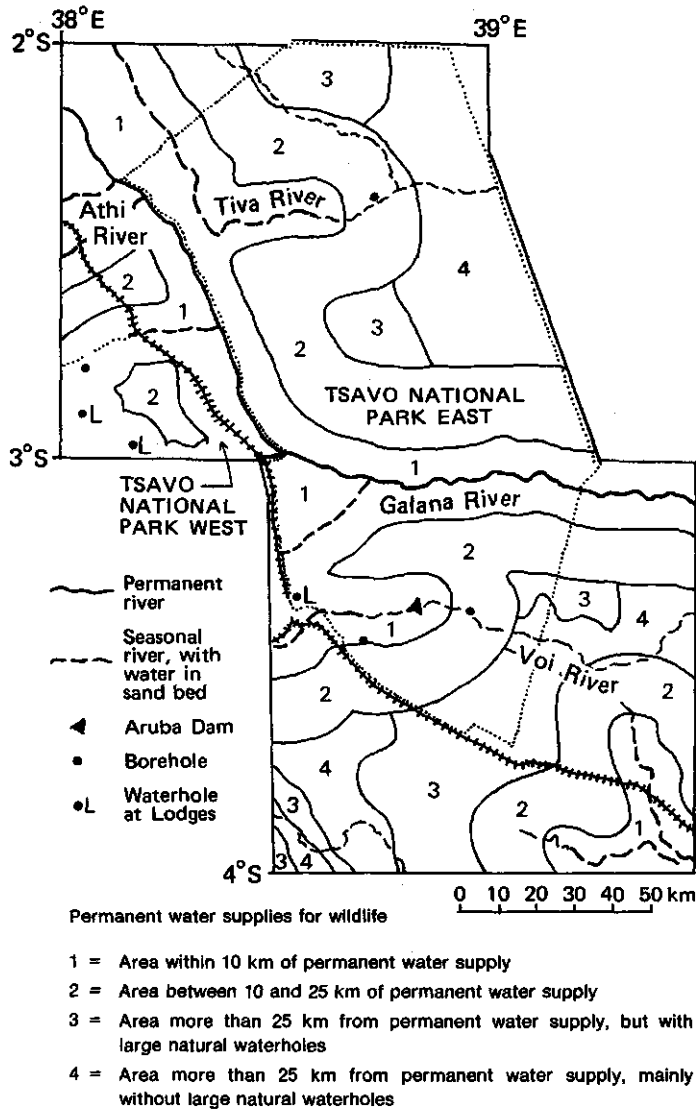 38°E
39°E
2°S
3
1
2
Tiva River
Athi
River
4
2
1
3
2
2
L
TSAVO NATIONAL
PARK EAST
L
3°S
1
TSAVO
NATIONAL
PARK WEST
1
Galana River
2
L
3
4
1
Voi River
2
2
4
3
2
1
3
3
4
4°S
Permanent
river
Seasonal
river, with
water in
sand bed
Aruba Dam
Borehole
L Waterhole
at Lodges
0 10 20 30 40 50 km
Permanent water supplies for wildlife
1 = Area within 10 km of permanent water supply
2 = Area between 10 and 25 km of permanent water supply
3 = Area more than 25 km from permanent water supply, but with
large natural waterholes
4 = Area more than 25 km from permanent water supply, mainly
without large natural waterholes